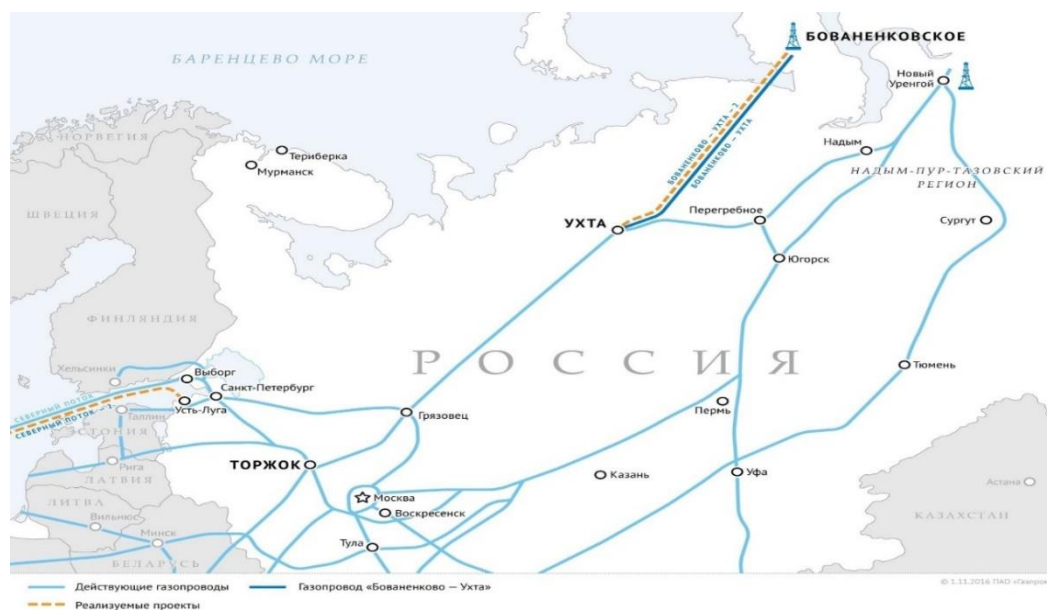 БОВАНЕНКОВСКОЕ
БАРЕНЦЕВО МОРЕ
Новый
Уренгой
БОВАНЕНКОВО – УХТА – 2
БОВАНЕНКОВО – УХТА
НОРВЕГИЯ
Териберка
Мурманск
Надым
НАДЫМ-ПУР-ТАЗОВСКИЙ
РЕГИОН
ШВЕЦИЯ
УХТА
Перегребное
Сургут
Югорск
ФИНЛЯНДИЯ
РОССИЯ
Хельсинки
Выборг
Санкт-Петербург
Тюмень
СЕВЕРНЫЙ ПОТОК
СЕВЕРНЫЙ ПОТОК – 2
Усть-Луга
Таллин
Грязовец
Пермь
ЭСТОНИЯ
Рига
ЛАТВИЯ
ТОРЖОК
Казань
Уфа
Астана
ЛИТВА
Москва
Воскресенск
КАЗАХСТАН
Вильнюс
Минск
Тула
БЕЛАРУСЬ
Действующие газопроводы
Газопровод «Бованенково – Ухта»
© 1.11.2016 ПАО «Газпром
Реализуемые проекты